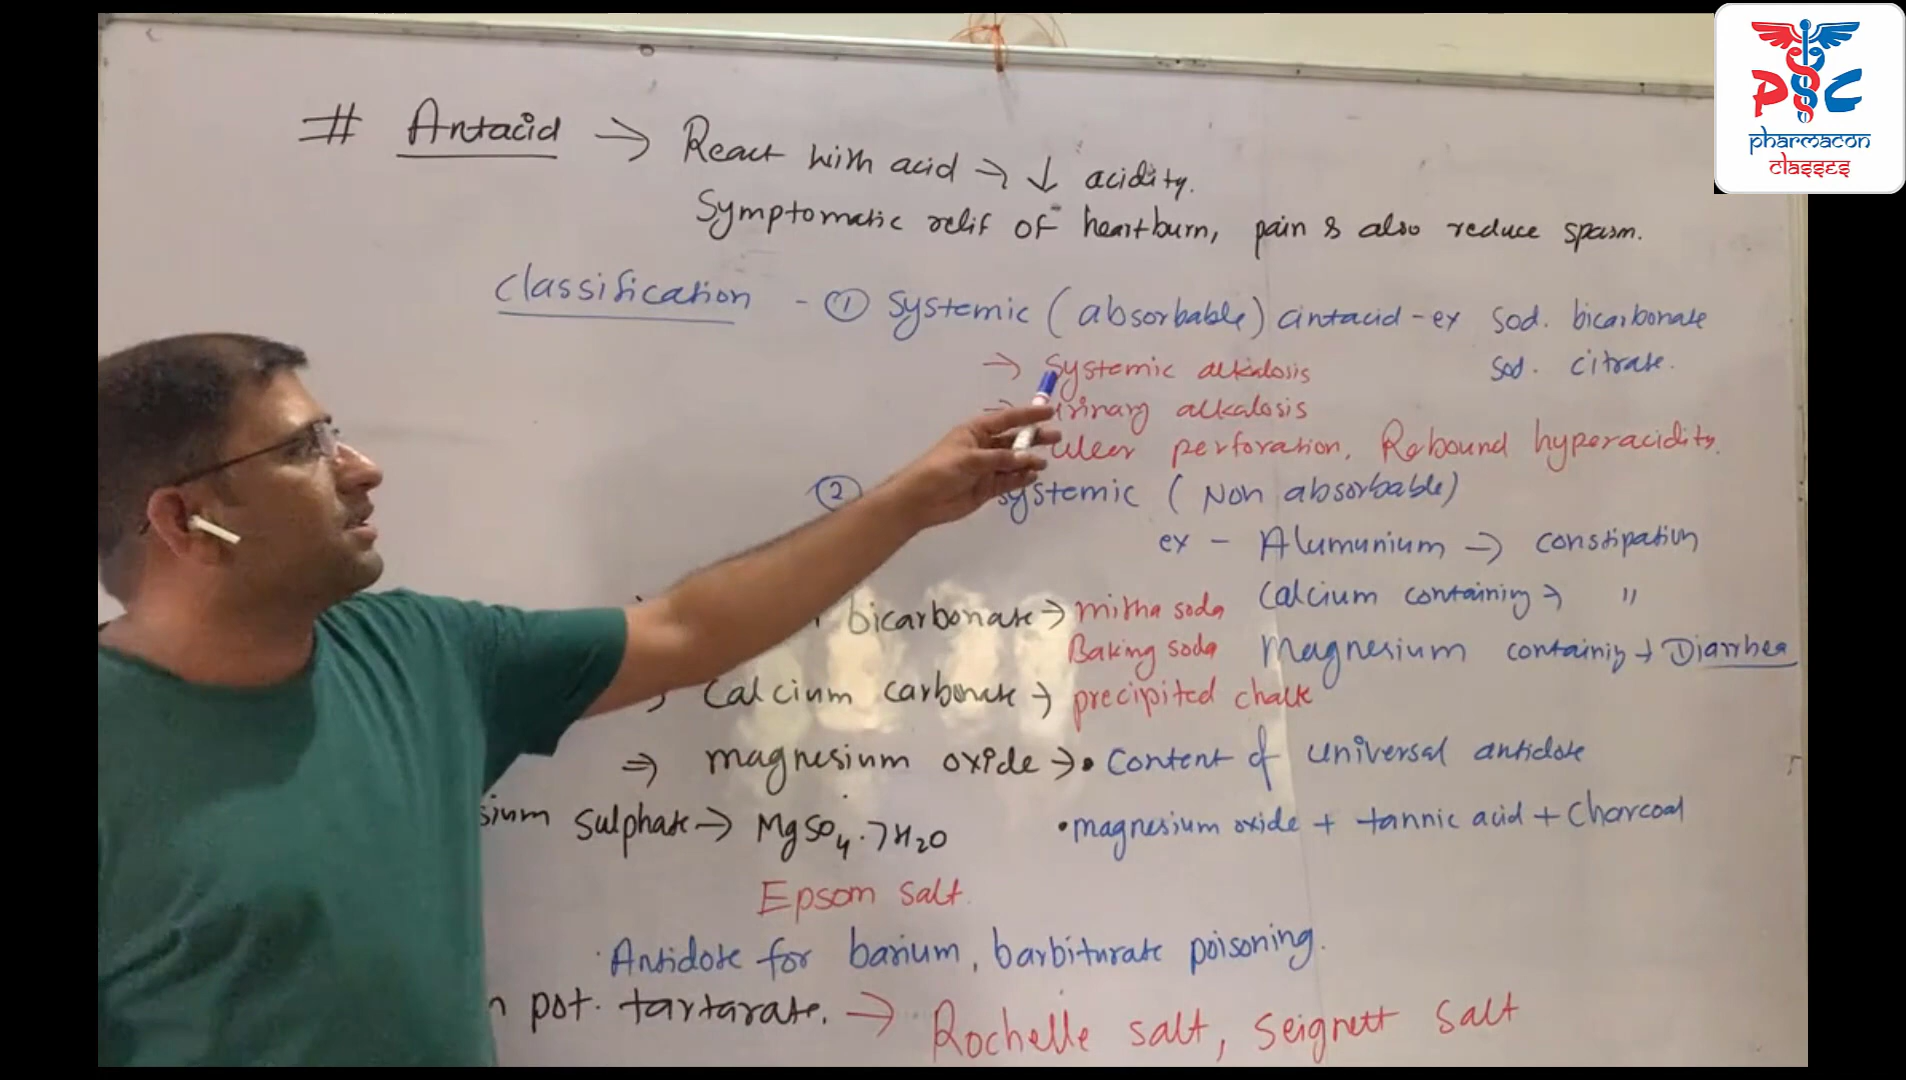 P C
pharmacon
classes
# Antacid → React with acid → ↓ acidity.
Symptomatic relif of heartburn, pain & also reduce spasm.
Classification - ① Systemic (absorbable) antacid - ex Sod. bicarbonate
Sod. citrate.
→ Systemic alkalosis
→ urinary alkalosis
ulcer perforation, Rebound hyperacidity.
② systemic (Non absorbable)
ex - Alumunium → constipation
Calcium containing → "
Magnesium containing → Diarrhea
bicarbonate → mitha soda
Baking soda
Calcium carbonate → precipited chalk
⇒ magnesium oxide → • Content of universal antidote
• magnesium oxide + tannic acid + Charcoal
sium sulphate → MgSO₄.7H₂O
Epsom salt.
· Antidote for barium, barbiturate poisoning.
n pot. tartarate. → Rochelle salt, Seignett salt